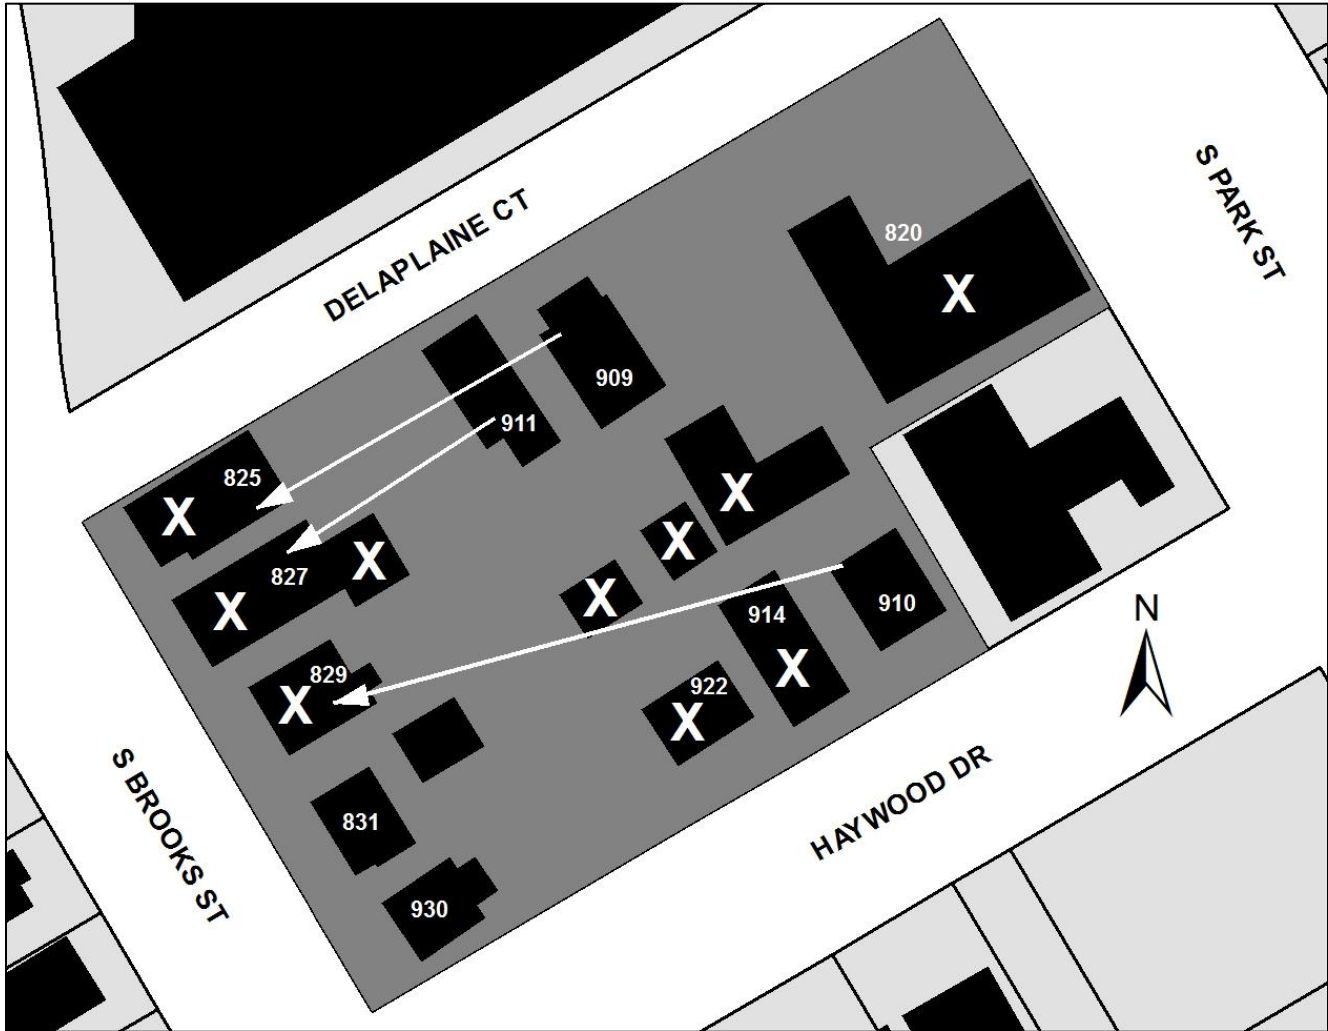 DELAPLAINE CT
S PARK ST
820
X
909
911
825
X
X
827
X
X
X
X
910
914
X
829
X
922
X
N
831
930
S BROOKS ST
HAYWOOD DR